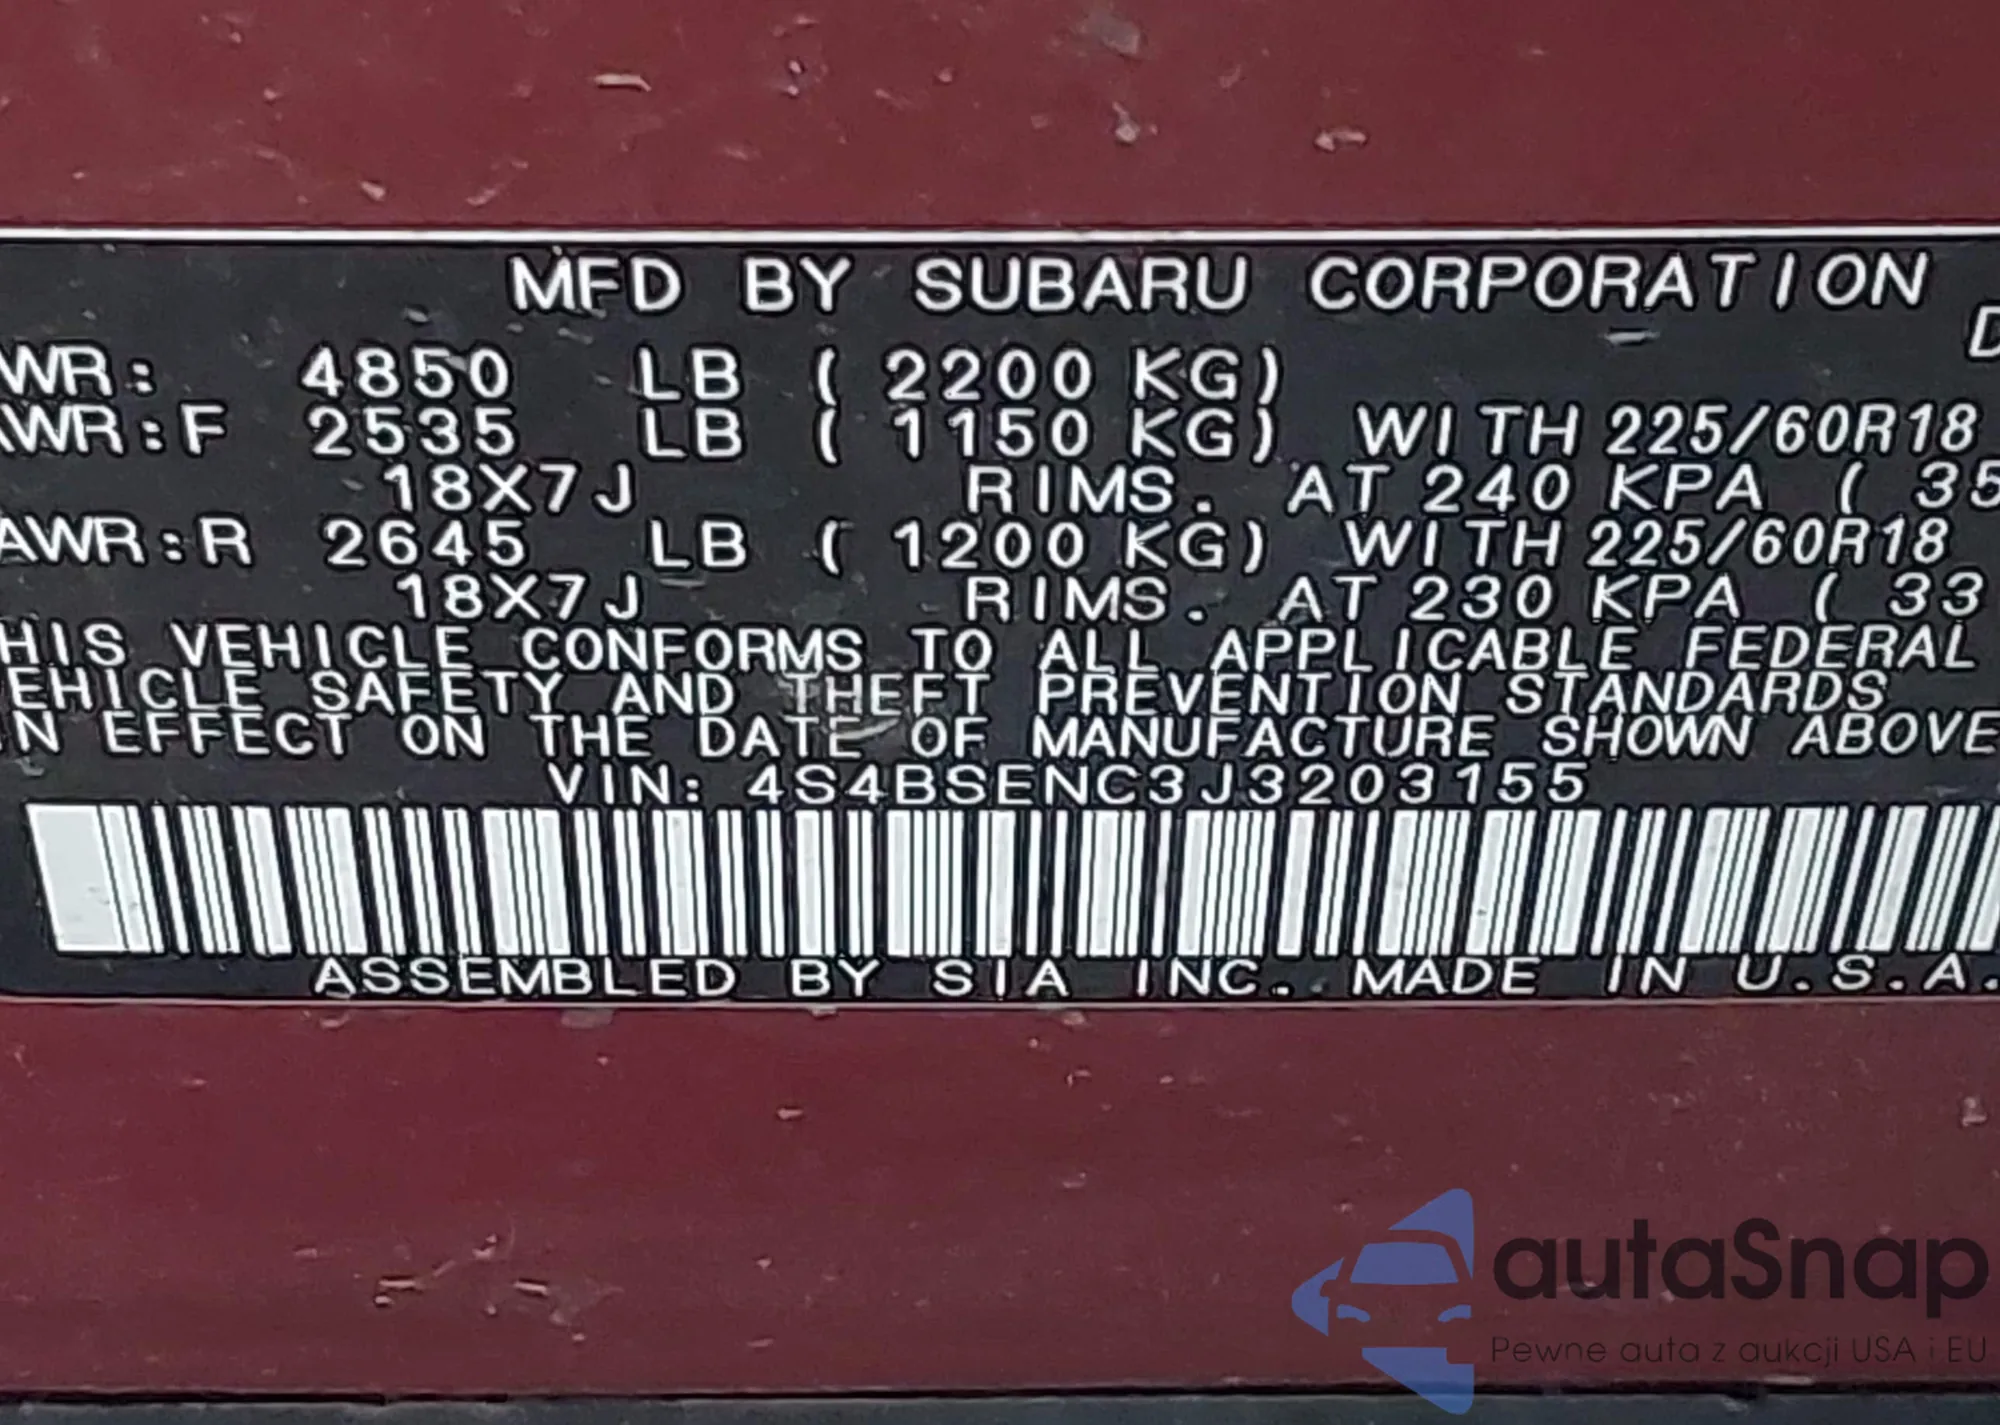 MFD BY SUBARU CORPORATION D
WR: 4850 LB ( 2200 KG)
AWR:F 2535 LB ( 1150 KG) WITH 225/60R18
18X7J RIMS. AT 240 KPA ( 35
AWR:R 2645 LB ( 1200 KG) WITH 225/60R18
18X7J RIMS. AT 230 KPA ( 33
HIS VEHICLE CONFORMS TO ALL APPLICABLE FEDERAL
EHICLE SAFETY AND THEFT PREVENTION STANDARDS
IN EFFECT ON THE DATE OF MANUFACTURE SHOWN ABOVE
VIN: 4S4BSENC3J3203155
ASSEMBLED BY SIA INC. MADE IN U.S.A.
autaSnap
Pewne auta z aukcji USA i EU